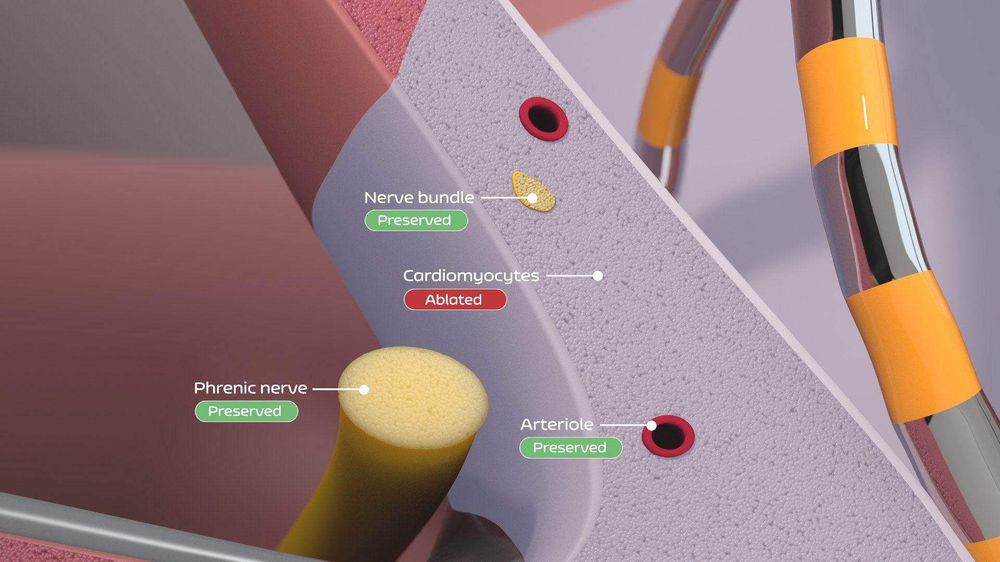 Nerve bundle
Preserved
Cardiomyocytes
Ablated
Phrenic nerve
Preserved
Arteriole
Preserved